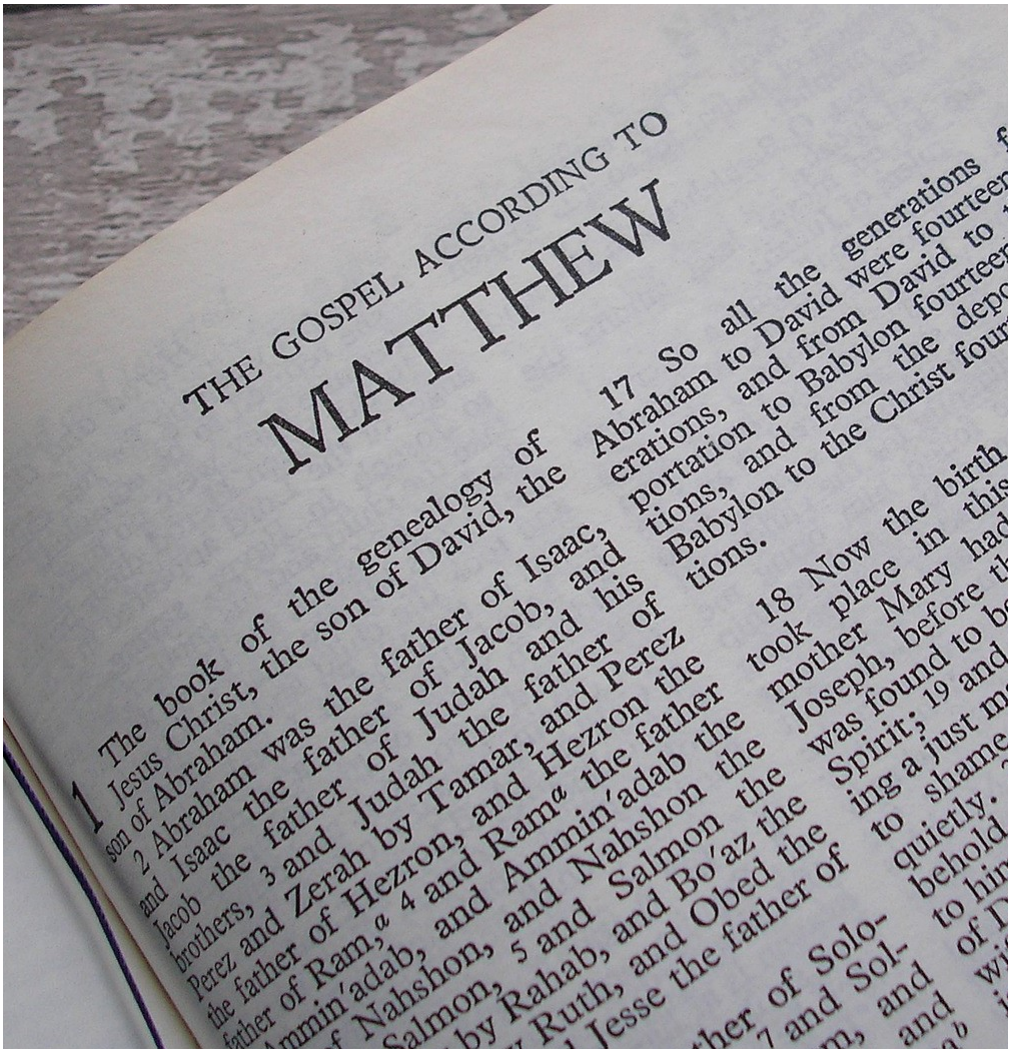 THE GOSPEL ACCORDING TO
MATTHEW
1 The book of the genealogy of
Jesus Christ, the son of David, the
son of Abraham.
2 Abraham was the father of Isaac,
and Isaac the father of Jacob, and
Jacob the father of Judah and his
brothers, 3 and Judah the father of
Perez and Zerah by Tamar, and Perez
the father of Hezron, and Hezron the
father of Ram,a 4 and Rama the father
Ammin'adab, and Ammin'adab the
of Nahshon, and Nahshon the
Salmon, 5 and Salmon the
by Rahab, and Bo'az the
Ruth, and Obed the
Jesse the father of
of Solo-
7 and Sol-
and
and
17 So all the generations
Abraham to David were fourteen
erations, and from David to
portation to Babylon fourteen
tions, and from the
Babylon to the Christ
tions.
18 Now the birth
took place in this
mother Mary had
Joseph, before
was found to be
Spirit; 19 and
ing a just
to shame
quietly.
behold
to him
of
b